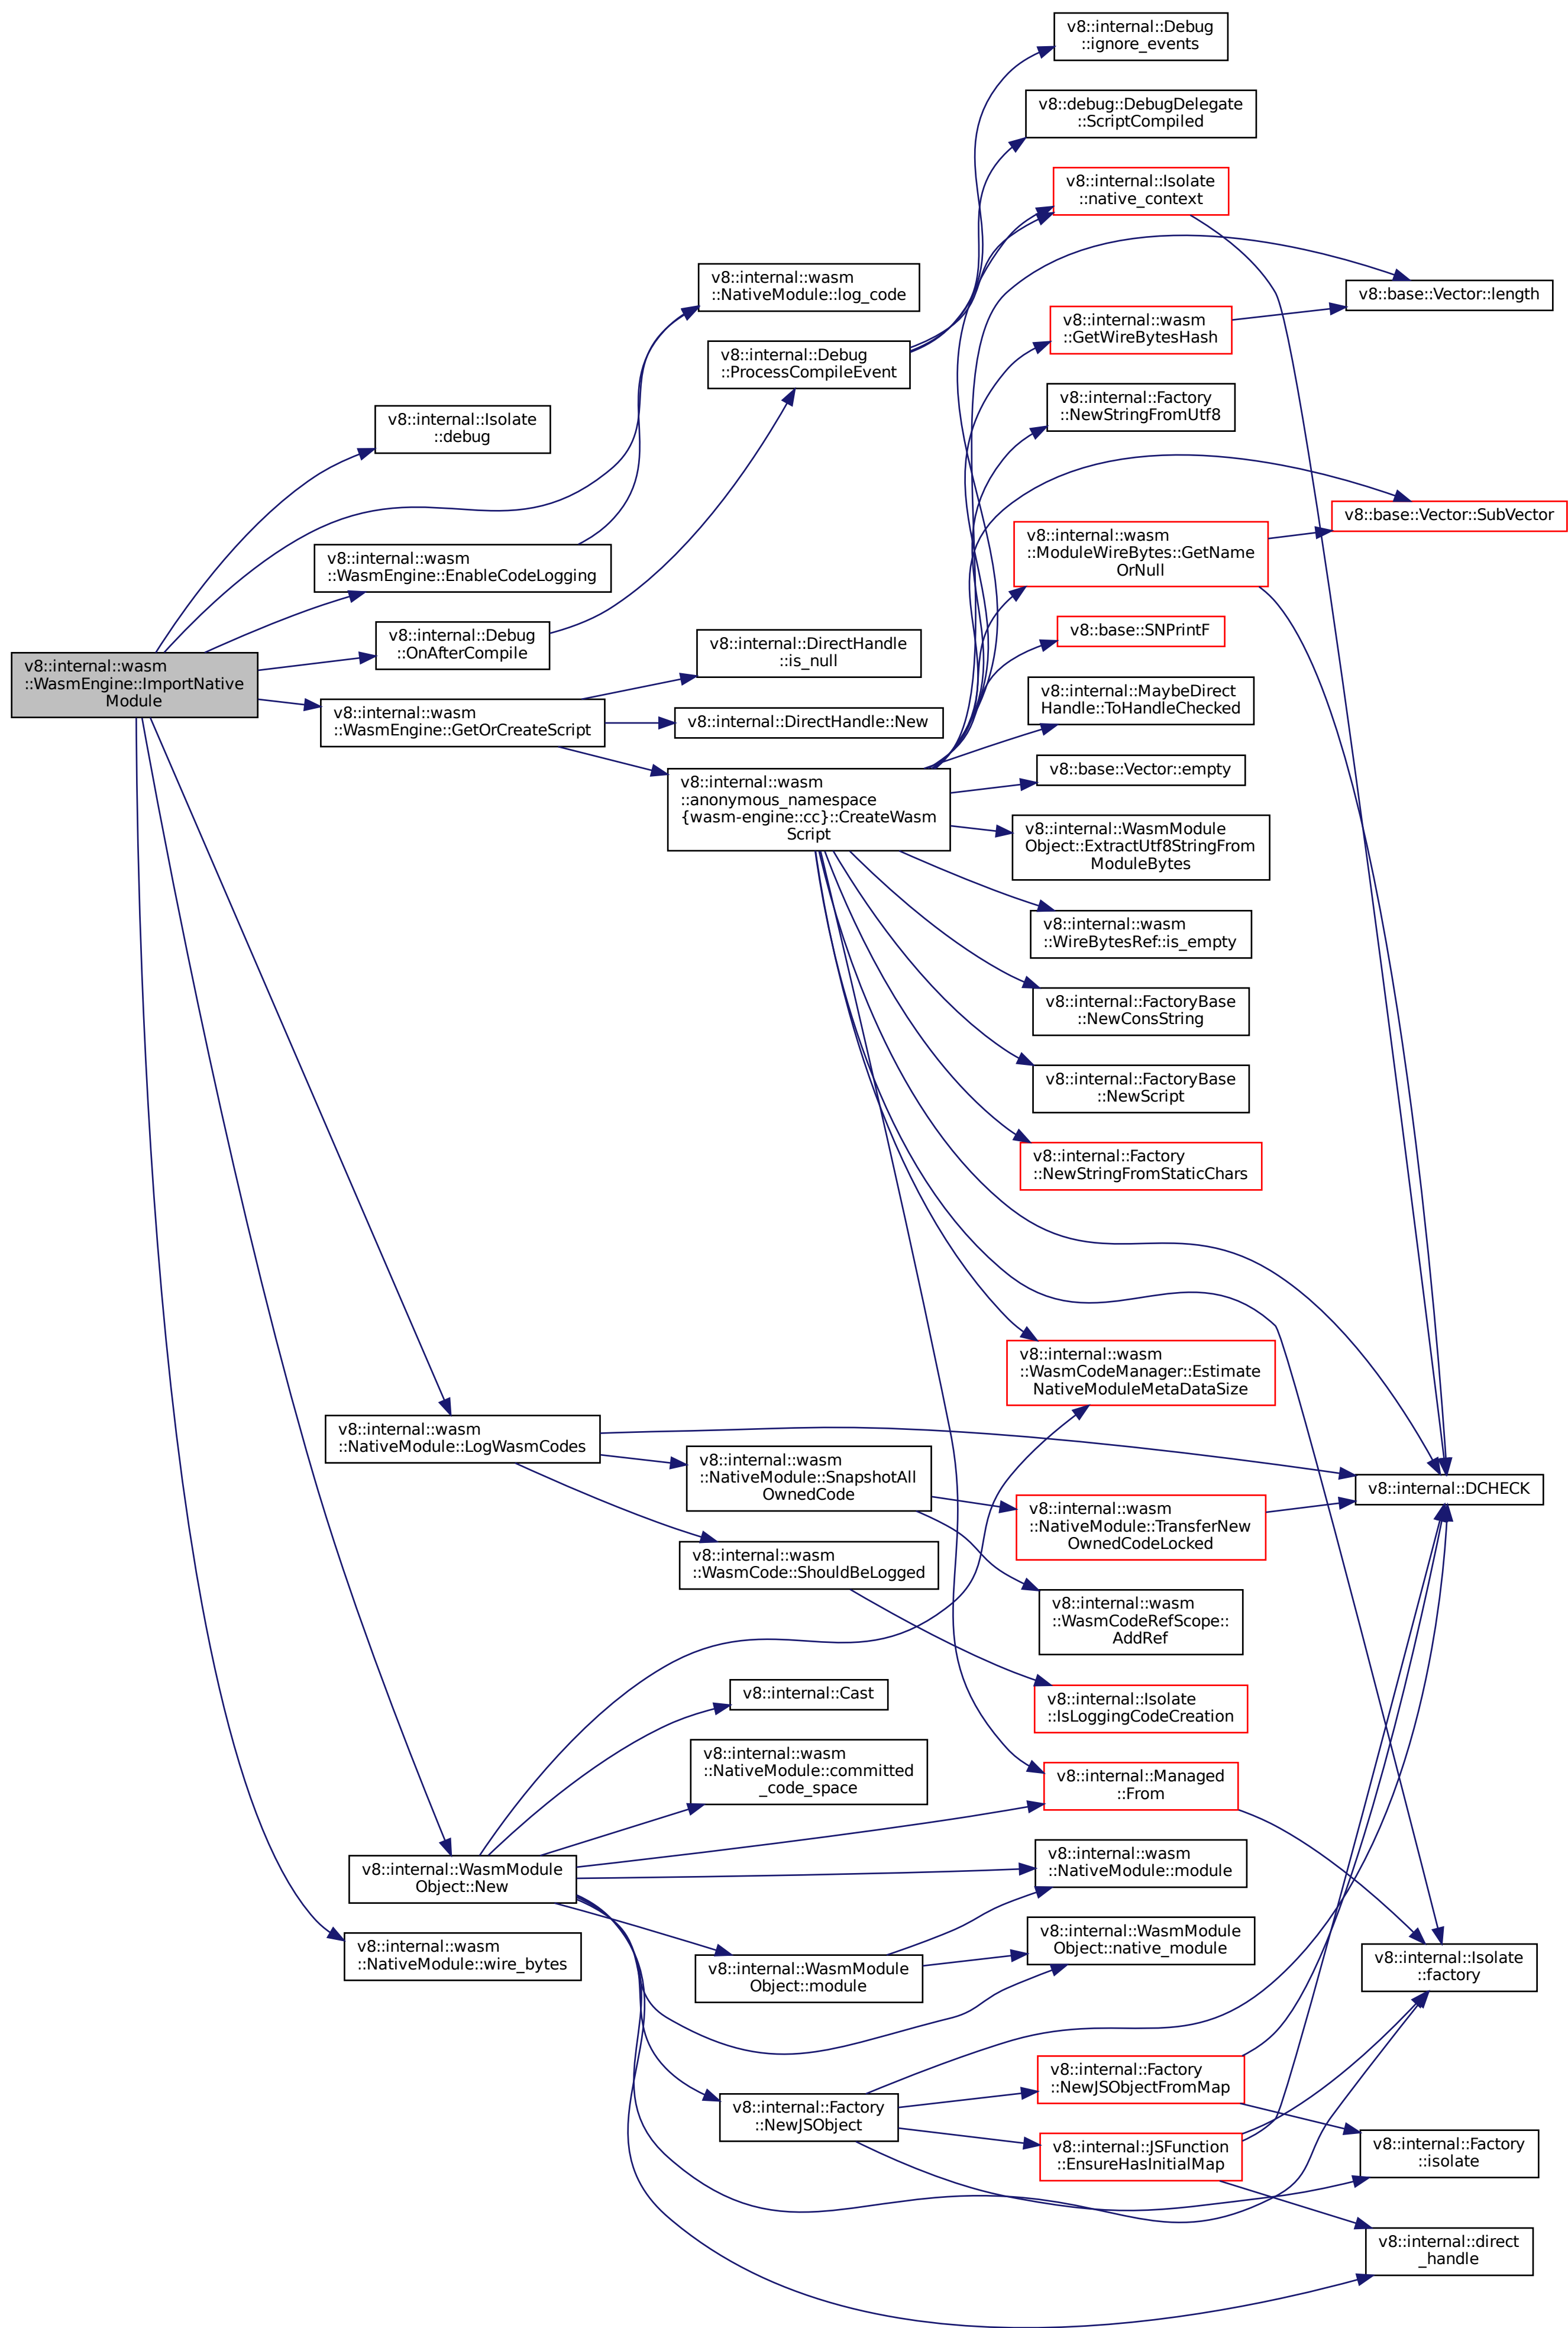 v8::internal::Debug
::ignore_events
v8::debug::DebugDelegate
::ScriptCompiled
v8::internal::Isolate
::native_context
v8::internal::wasm
::NativeModule::log_code
v8::base::Vector::length
v8::internal::wasm
::GetWireBytesHash
v8::internal::Debug
::ProcessCompileEvent
v8::internal::Factory
::NewStringFromUtf8
v8::internal::Isolate
::debug
v8::base::Vector::SubVector
v8::internal::wasm
::ModuleWireBytes::GetName
OrNull
v8::internal::wasm
::WasmEngine::EnableCodeLogging
v8::base::SNPrintF
v8::internal::Debug
::OnAfterCompile
v8::internal::DirectHandle
::is_null
v8::internal::wasm
::WasmEngine::ImportNative
Module
v8::internal::MaybeDirect
Handle::ToHandleChecked
v8::internal::wasm
::WasmEngine::GetOrCreateScript
v8::internal::DirectHandle::New
v8::base::Vector::empty
v8::internal::wasm
::anonymous_namespace
{wasm-engine::cc}::CreateWasm
Script
v8::internal::WasmModule
Object::ExtractUtf8StringFrom
ModuleBytes
v8::internal::wasm
::WireBytesRef::is_empty
v8::internal::FactoryBase
::NewConsString
v8::internal::FactoryBase
::NewScript
v8::internal::Factory
::NewStringFromStaticChars
v8::internal::wasm
::WasmCodeManager::Estimate
NativeModuleMetaDataSize
v8::internal::wasm
::NativeModule::LogWasmCodes
v8::internal::wasm
::NativeModule::SnapshotAll
OwnedCode
v8::internal::DCHECK
v8::internal::wasm
::NativeModule::TransferNew
OwnedCodeLocked
v8::internal::wasm
::WasmCode::ShouldBeLogged
v8::internal::wasm
::WasmCodeRefScope::
AddRef
v8::internal::Cast
v8::internal::Isolate
::IsLoggingCodeCreation
v8::internal::wasm
::NativeModule::committed
_code_space
v8::internal::Managed
::From
v8::internal::WasmModule
Object::New
v8::internal::wasm
::NativeModule::module
v8::internal::wasm
::NativeModule::wire_bytes
v8::internal::WasmModule
Object::native_module
v8::internal::WasmModule
Object::module
v8::internal::Isolate
::factory
v8::internal::Factory
::NewJSObject
v8::internal::Factory
::NewJSObjectFromMap
v8::internal::JSFunction
::EnsureHasInitialMap
v8::internal::Factory
::isolate
v8::internal::direct
_handle